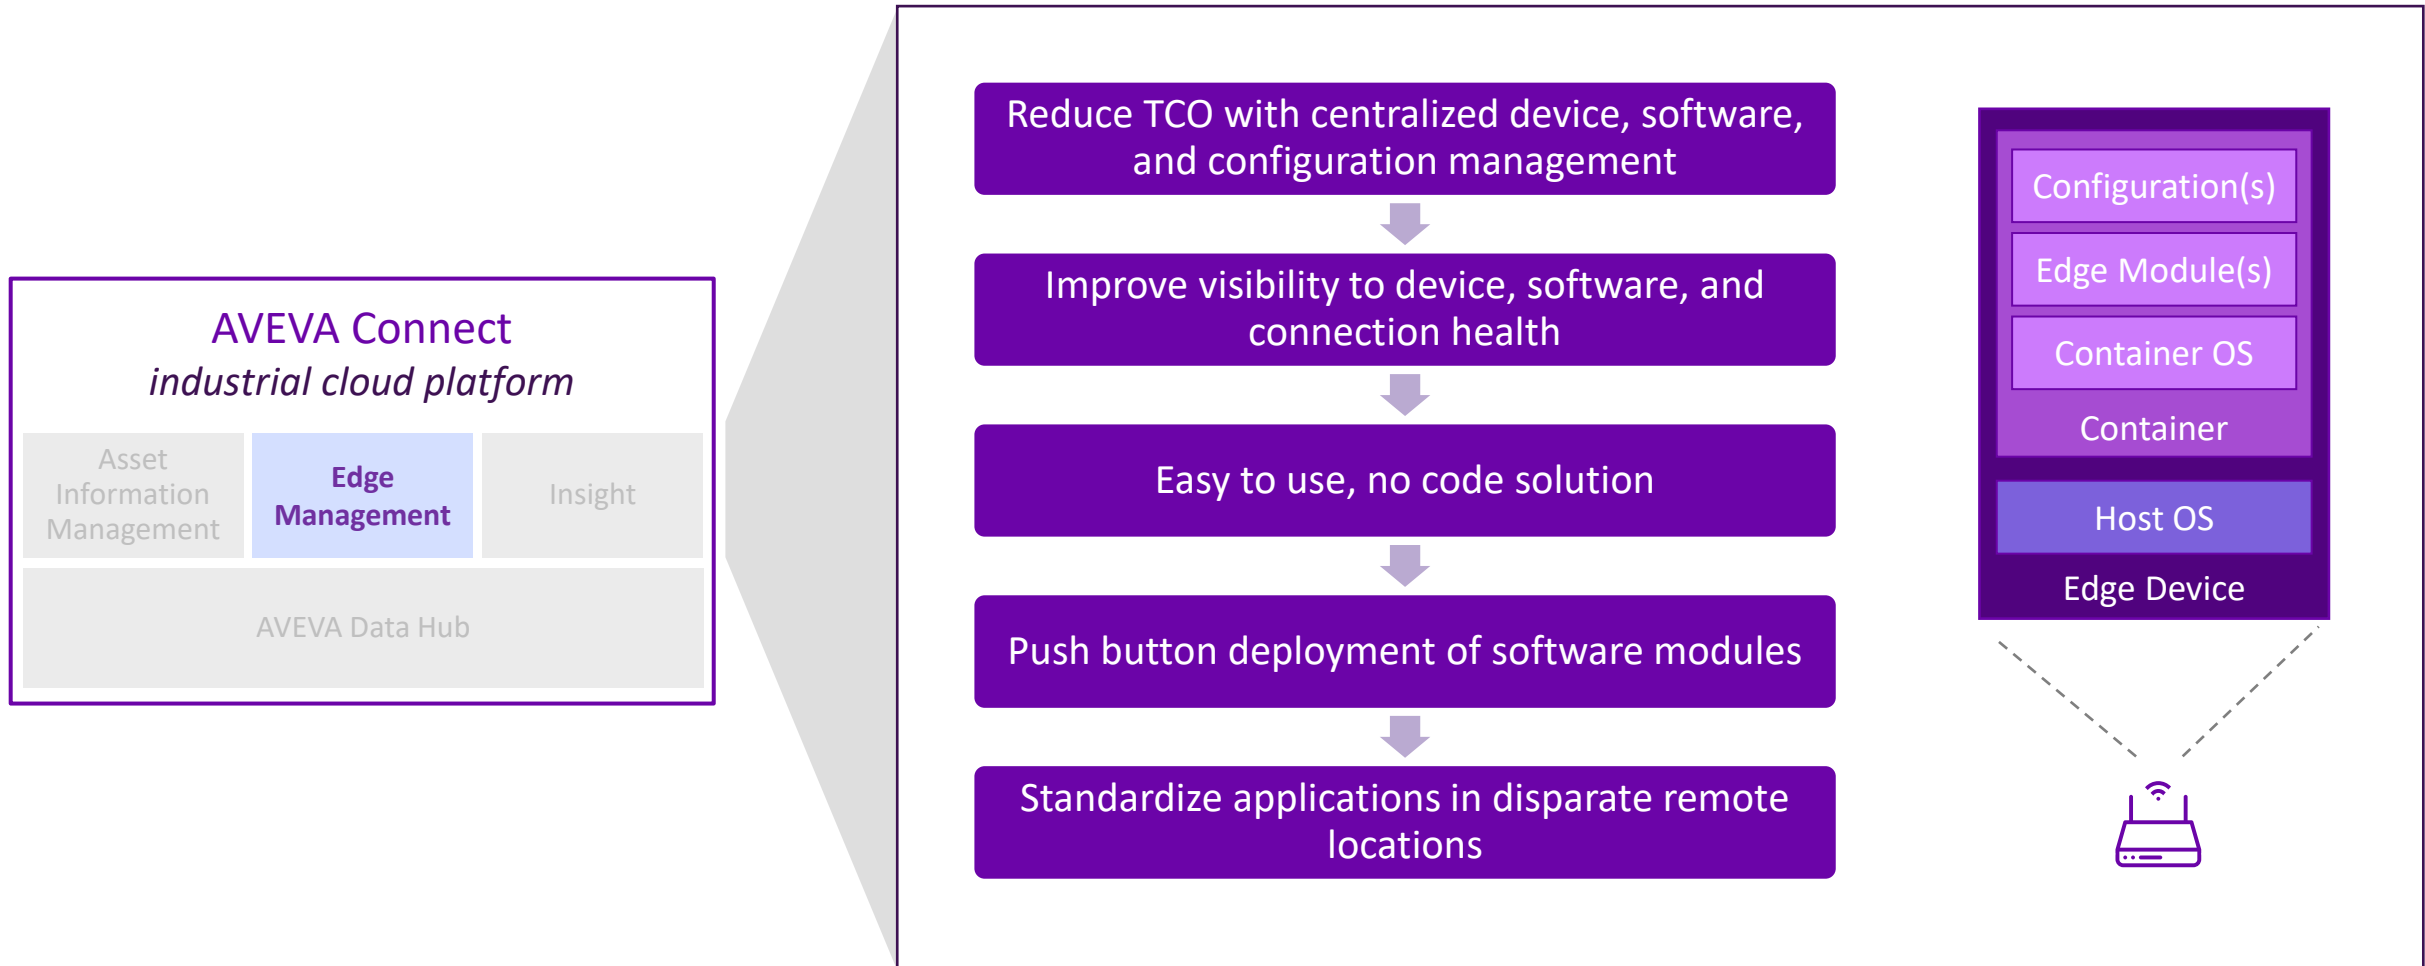 AVEVA Connect
industrial cloud platform
Asset
Information
Management
Edge
Management
Insight
AVEVA Data Hub
Reduce TCO with centralized device, software,
and configuration management
Improve visibility to device, software, and
connection health
Easy to use, no code solution
Push button deployment of software modules
Standardize applications in disparate remote
locations
Configuration(s)
Edge Module(s)
Container OS
Container
Host OS
Edge Device